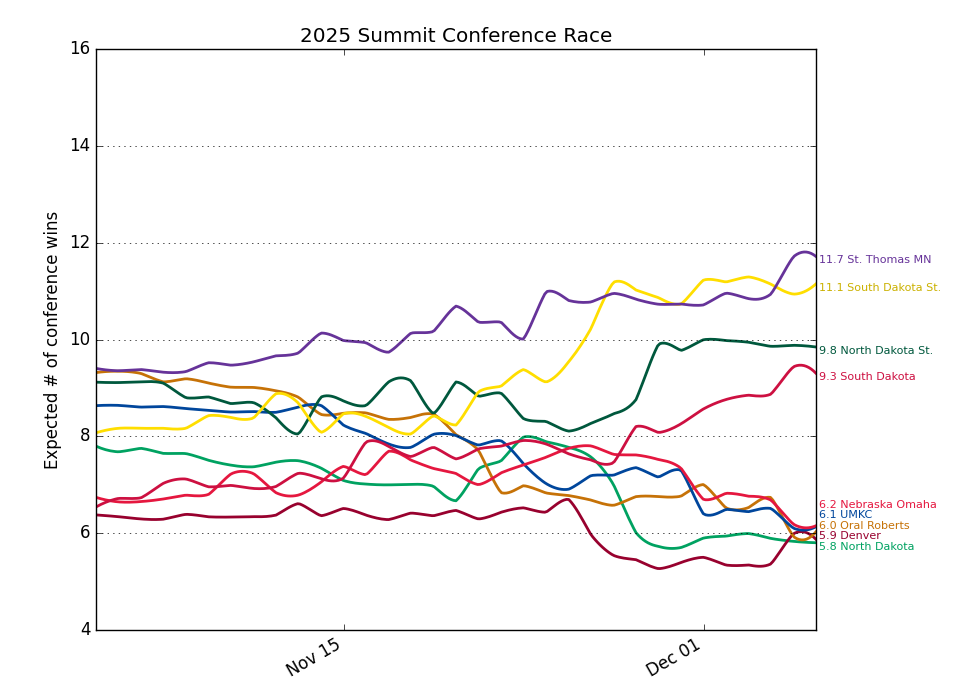 2025 Summit Conference Race
Expected # of conference wins
16
14
12
10
8
6
4
Nov 15
Dec 01
11.7 St. Thomas MN
11.1 South Dakota St.
9.8 North Dakota St.
9.3 South Dakota
6.2 Nebraska Omaha
6.1 UMKC
6.0 Oral Roberts
5.9 Denver
5.8 North Dakota